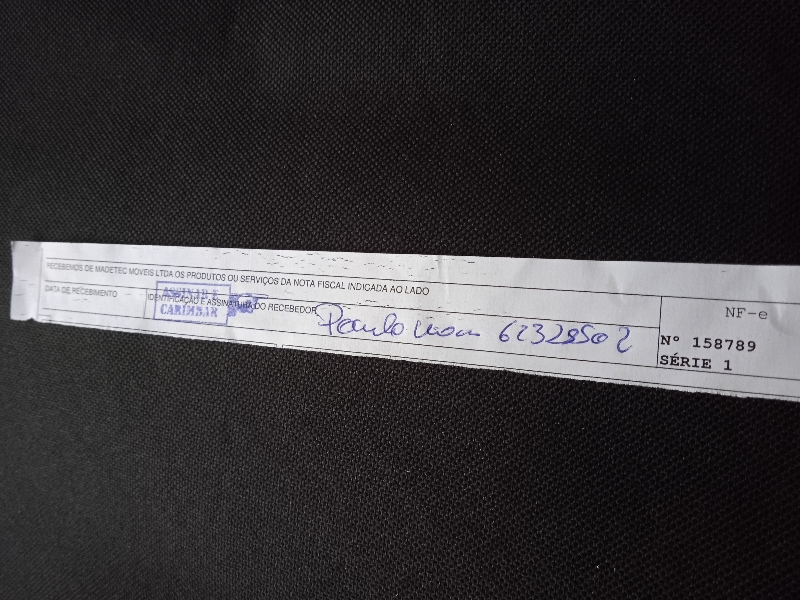 RECEBEMOS DE MADETEC MOVEIS LTDA OS PRODUTOS OU SERVIÇOS DA NOTA FISCAL INDICADA AO LADO
DATA DE RECEBIMENTO
IDENTIFICAÇÃO E ASSINATURA DO RECEBEDOR
ASSINAR E
CARIMBAR
Paulo 62328502
NF-e
Nº 158789
SÉRIE 1